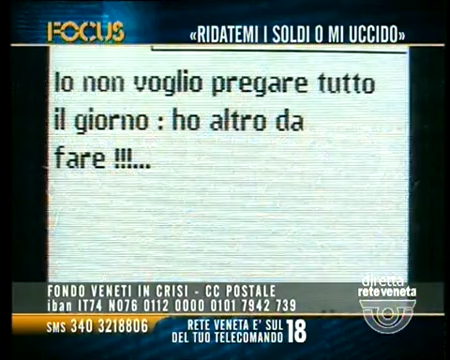 FOCUS
«RIDATEMI I SOLDI O MI UCCIDO»
Io non voglio pregare tutto
il giorno : ho altro da
fare !!!...
FONDO VENETI IN CRISI - CC POSTALE
iban IT74 N076 0112 0000 0101 7942 739
diretta
reteveneta
SMS 340 3218806
RETE VENETA E' SUL
DEL TUO TELECOMANDO 18